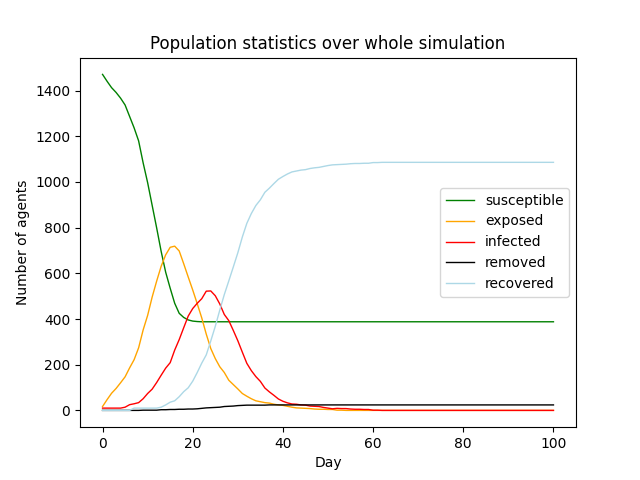 Population statistics over whole simulation
Number of agents
1400
1200
1000
800
600
400
200
0
susceptible
exposed
infected
removed
recovered
0
20
40
60
80
100
Day